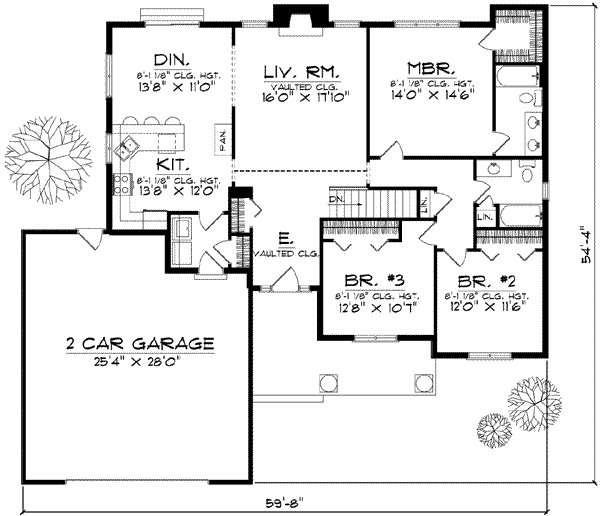 DIN.
8'-1 1/8" CLG. HGT.
13'8" X 11'0"
LIV. RM.
VAULTED CLG.
16'0" X 17'10"
MBR.
8'-1 1/8" CLG. HGT.
14'0" X 14'6"
PAN.
KIT.
8'-1 1/8" CLG. HGT.
13'8" X 12'0"
DN.
LIN.
LIN.
E.
VAULTED CLG.
BR. #3
8'-1 1/8" CLG. HGT.
12'8" X 10'7"
BR. #2
8'-1 1/8" CLG. HGT.
12'0" X 11'6"
2 CAR GARAGE
25'4" X 28'0"
54'-4"
59'-8"